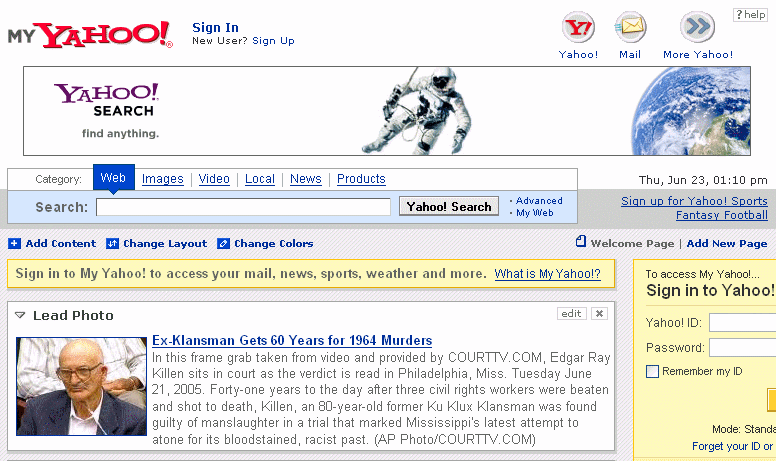 MY YAHOO!
Sign In
New User? Sign Up
Yahoo!
Mail
More Yahoo!
? help
YAHOO!
SEARCH
find anything.
Category: Web Images Video Local News Products
Thu, Jun 23, 01:10 pm
Search:
Yahoo! Search
· Advanced
· My Web
Sign up for Yahoo! Sports
Fantasy Football
Add Content Change Layout Change Colors
Welcome Page | Add New Page
Sign in to My Yahoo! to access your mail, news, sports, weather and more. What is My Yahoo!?
Lead Photo
edit
Ex-Klansman Gets 60 Years for 1964 Murders
In this frame grab taken from video and provided by COURTTV.COM, Edgar Ray
Killen sits in court as the verdict is read in Philadelphia, Miss. Tuesday June
21, 2005. Forty-one years to the day after three civil rights workers were beaten
and shot to death, Killen, an 80-year-old former Ku Klux Klansman was found
guilty of manslaughter in a trial that marked Mississippi's latest attempt to
atone for its bloodstained, racist past. (AP Photo/COURTTV.COM)
To access My Yahoo!...
Sign in to Yahoo!
Yahoo! ID:
Password:
Remember my ID
Mode: Standa
Forget your ID or